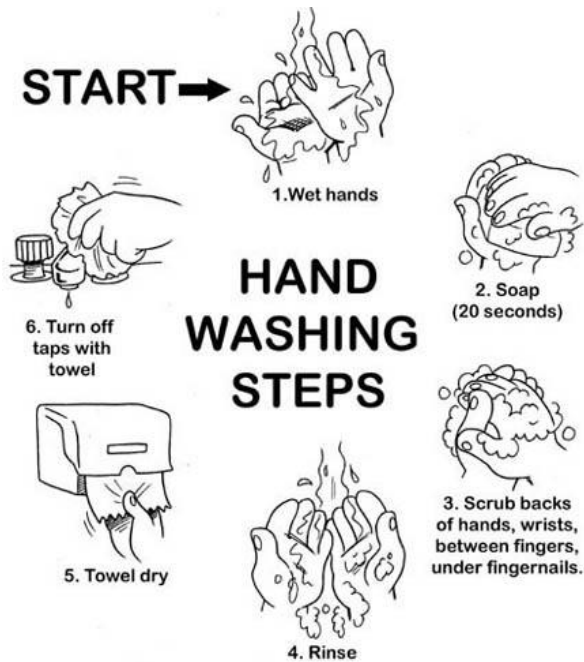 START
1.Wet hands
2. Soap
(20 seconds)
3. Scrub backs
of hands, wrists,
between fingers,
under fingernails.
4. Rinse
5. Towel dry
6. Turn off
taps with
towel
HAND
WASHING
STEPS